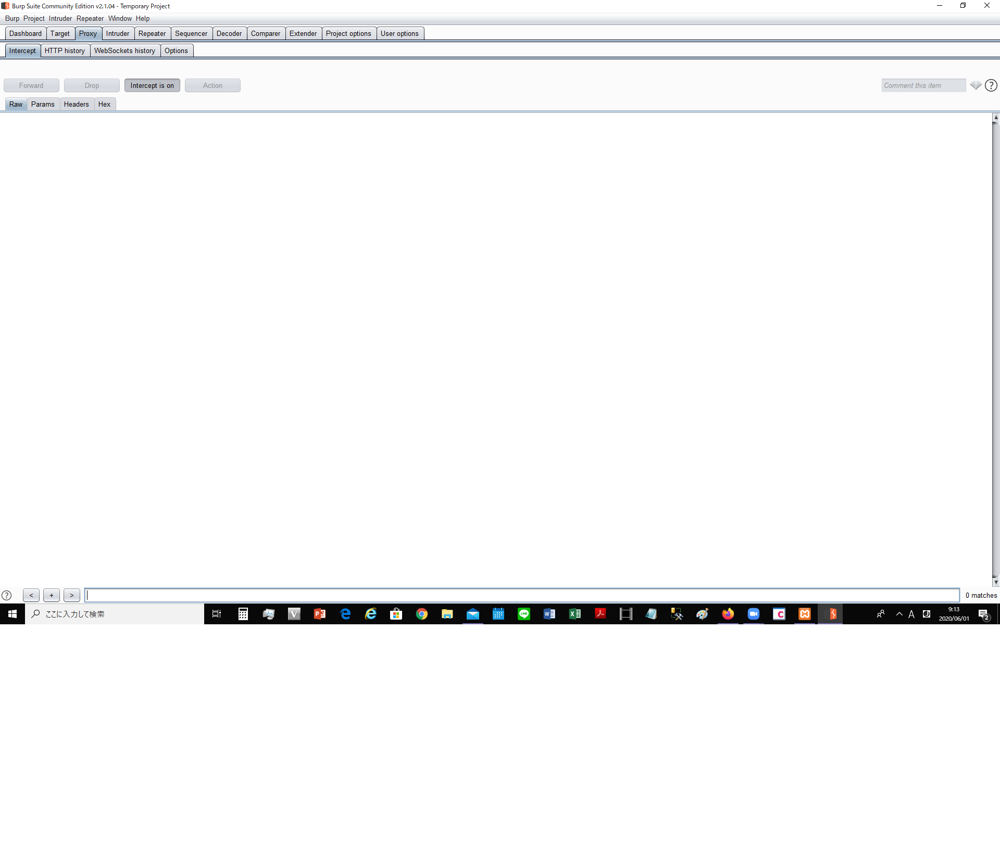 Burp Suite Community Edition v2.1.04 - Temporary Project
Burp Project Intruder Repeater Window Help
Dashboard Target Proxy Intruder Repeater Sequencer Decoder Comparer Extender Project options User options
Intercept HTTP history WebSockets history Options
Forward Drop Intercept is on Action Comment this item ?
Raw Params Headers Hex
? < + > 0 matches
ここに入力して検索 A 9:13
2020/06/01 2